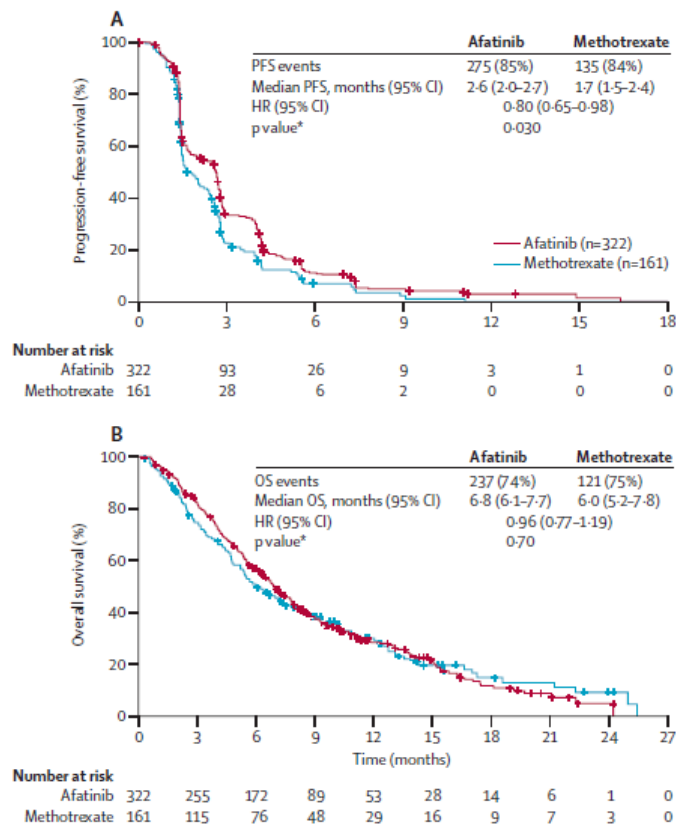 A
Afatinib Methotrexate
PFS events 275 (85%) 135 (84%)
Median PFS, months (95% CI) 2·6 (2·0–2·7) 1·7 (1·5–2·4)
HR (95% CI) 0·80 (0·65–0·98)
p value* 0·030
Progression-free survival (%)
100
80
60
40
20
0
Afatinib (n=322)
Methotrexate (n=161)
0 3 6 9 12 15 18
Number at risk
Afatinib 322 93 26 9 3 1 0
Methotrexate 161 28 6 2 0 0 0
B
Afatinib Methotrexate
OS events 237 (74%) 121 (75%)
Median OS, months (95% CI) 6·8 (6·1–7·7) 6·0 (5·2–7·8)
HR (95% CI) 0·96 (0·77–1·19)
p value* 0·70
Overall survival (%)
100
80
60
40
20
0
0 3 6 9 12 15 18 21 24 27
Time (months)
Number at risk
Afatinib 322 255 172 89 53 28 14 6 1 0
Methotrexate 161 115 76 48 29 16 9 7 3 0